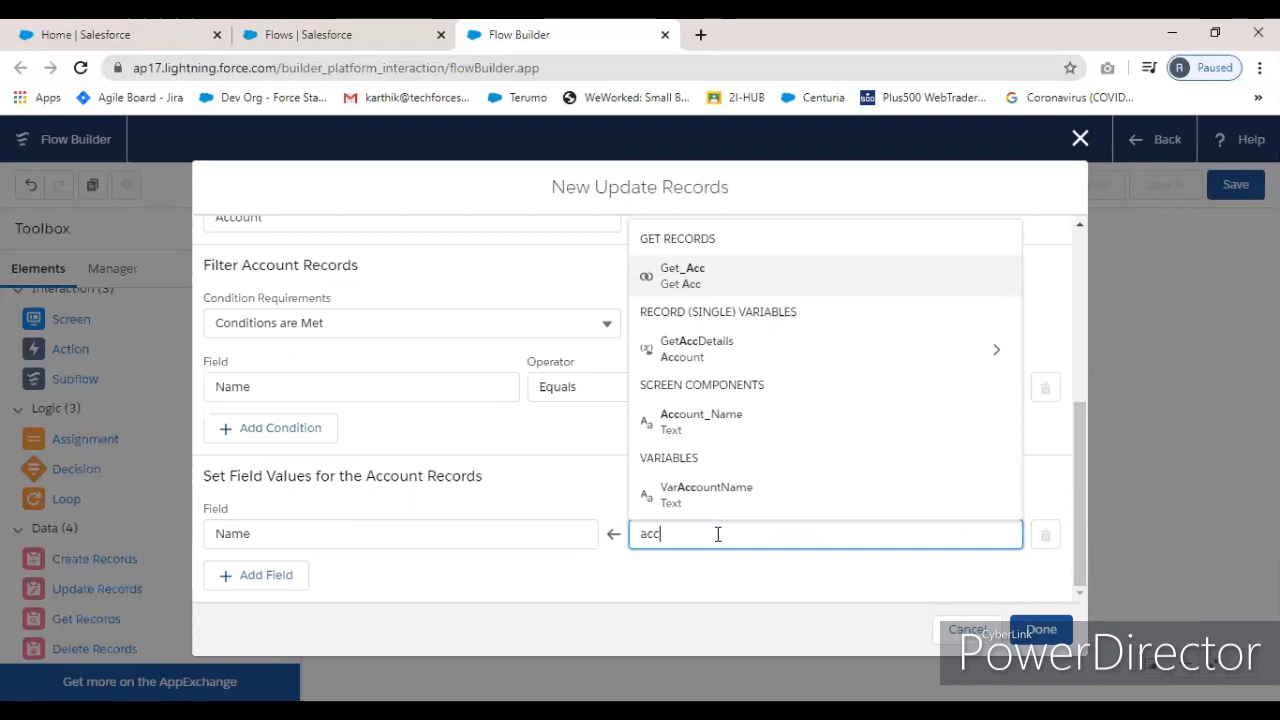 Home | Salesforce
Flows | Salesforce
Flow Builder
ap17.lightning.force.com/builder_platform_interaction/flowBuilder.app
R Paused
Apps
Agile Board - Jira
Dev Org - Force Sta...
karthik@techforces...
Terumo
WeWorked: Small B...
2I-HUB
Centuria
Plus500 WebTrader...
Coronavirus (COVID...
Flow Builder
Back
? Help
Save
Toolbox
Elements
Manager
Interaction (3)
Screen
Action
Subflow
Logic (3)
Assignment
Decision
Loop
Data (4)
Create Records
Update Records
Get Records
Delete Records
Get more on the AppExchange
New Update Records
Account
Filter Account Records
Condition Requirements
Conditions are Met
Field
Operator
Name
Equals
+ Add Condition
Set Field Values for the Account Records
Field
Name
acc
+ Add Field
GET RECORDS
Get_Acc
Get Acc
RECORD (SINGLE) VARIABLES
GetAccDetails
Account
SCREEN COMPONENTS
Account_Name
Text
VARIABLES
VarAccountName
Text
Cancel
Done
CyberLink
PowerDirector